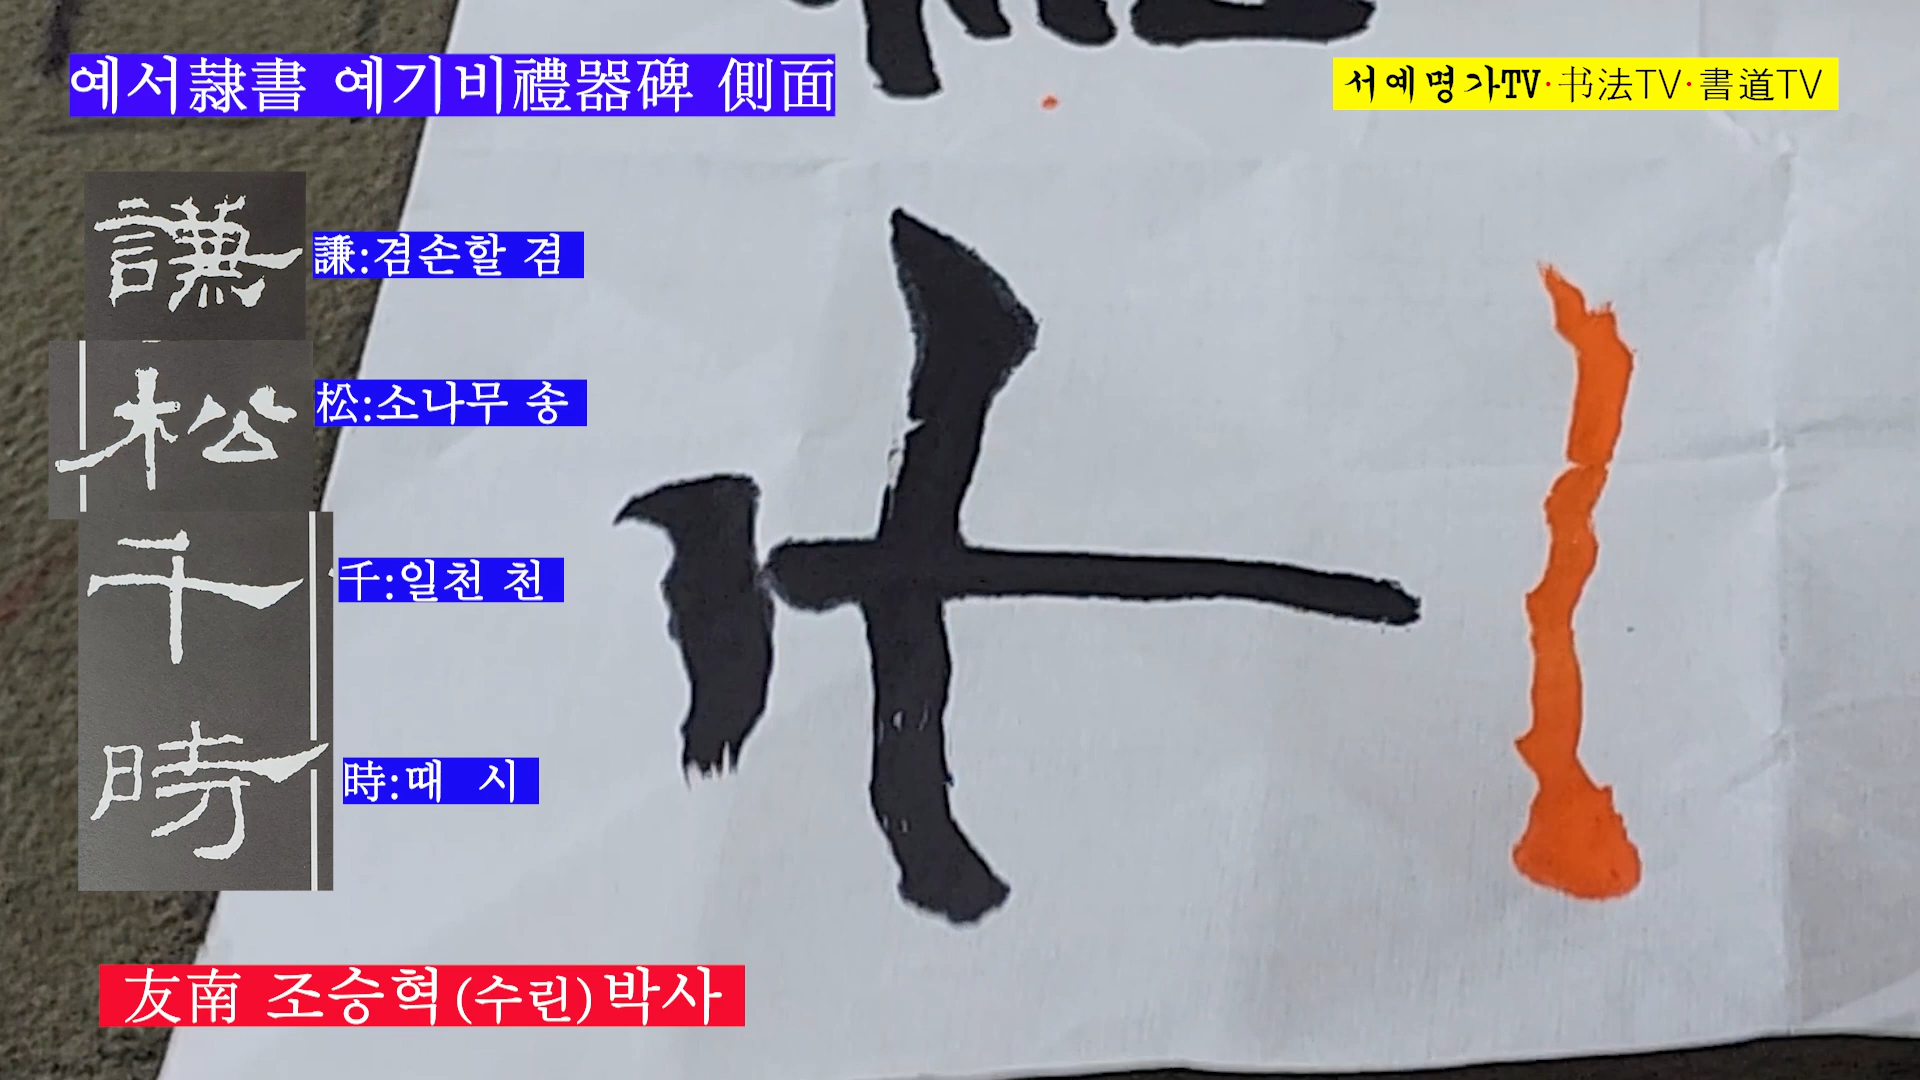 예서隷書 예기비禮器碑 側面
서예명가TV·书法TV·書道TV
謙
謙:겸손할 겸
松
松:소나무 송
千
千:일천 천
時
時:때 시
友南 조승혁(수린)박사